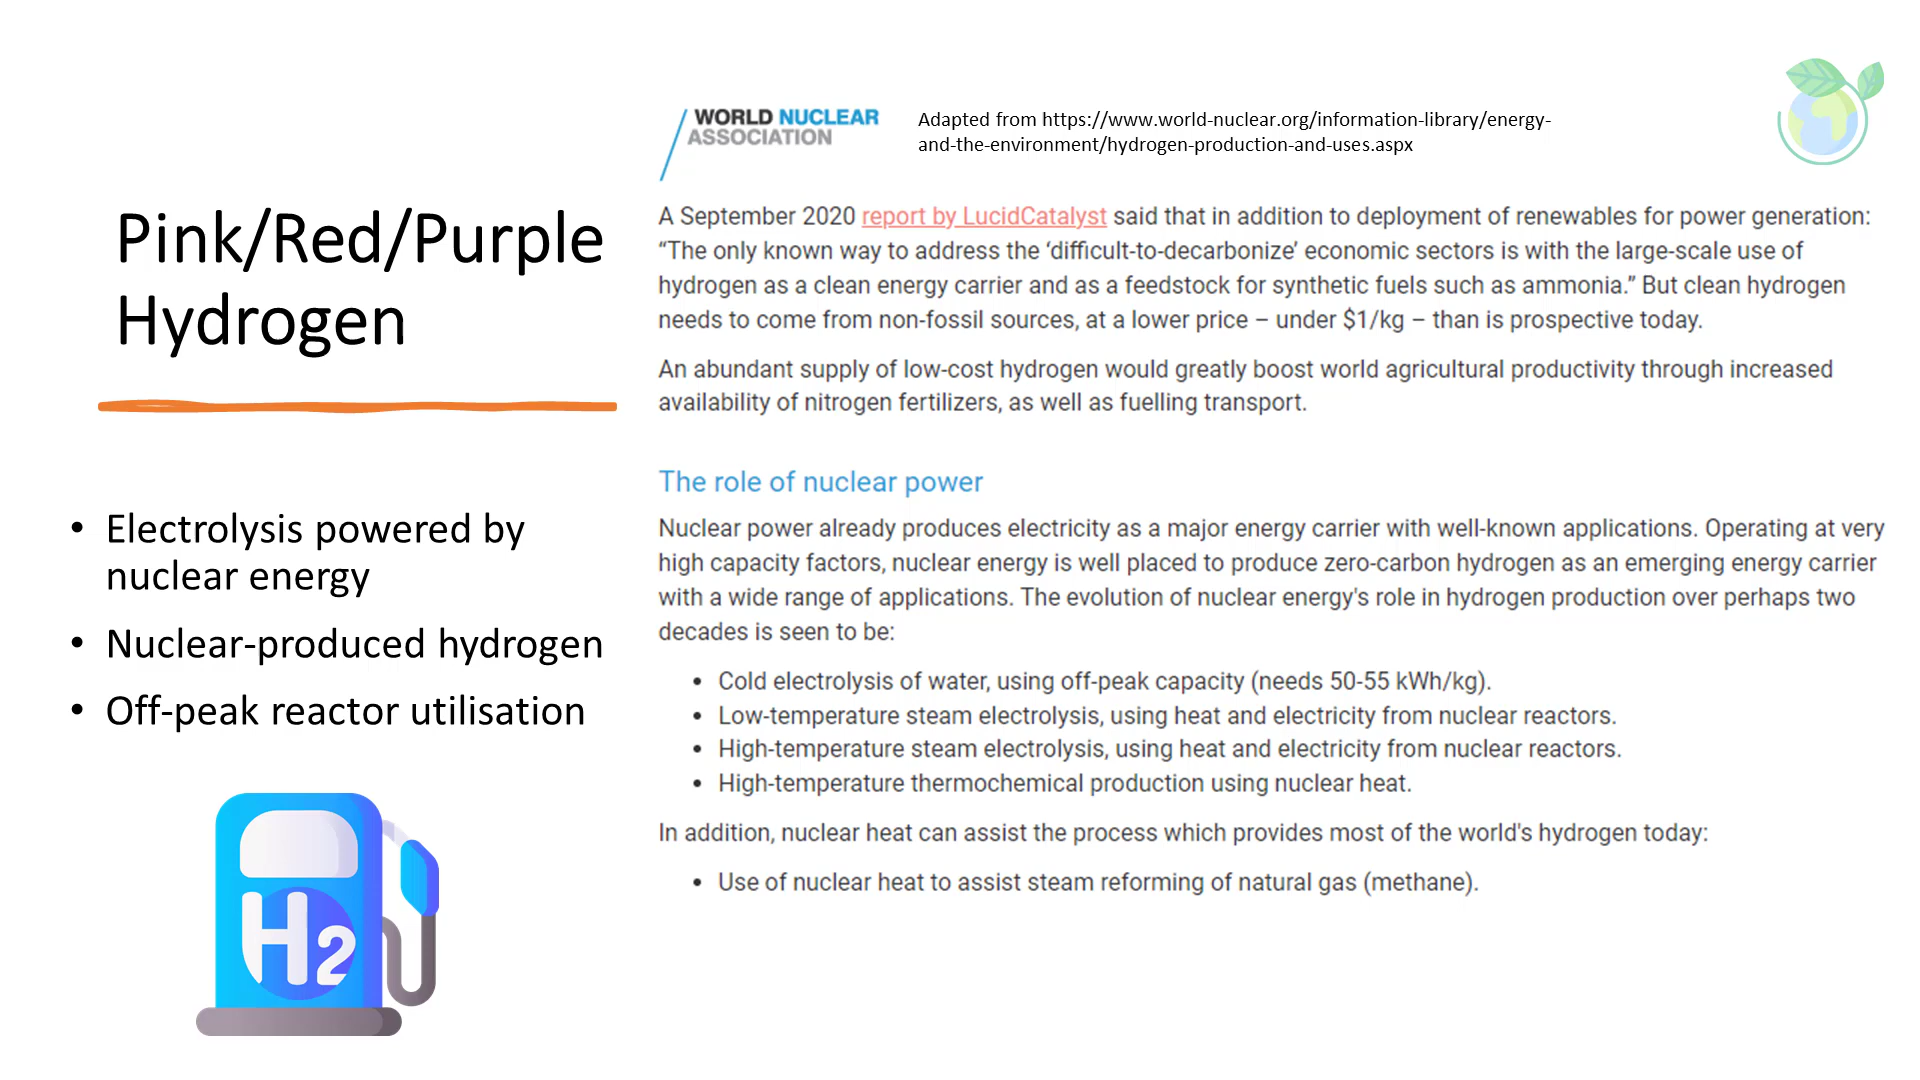 Pink/Red/Purple
Hydrogen
• Electrolysis powered by
nuclear energy
• Nuclear-produced hydrogen
• Off-peak reactor utilisation
H2
WORLD NUCLEAR
ASSOCIATION
Adapted from https://www.world-nuclear.org/information-library/energy-
and-the-environment/hydrogen-production-and-uses.aspx
A September 2020 report by LucidCatalyst said that in addition to deployment of renewables for power generation:
“The only known way to address the ‘difficult-to-decarbonize’ economic sectors is with the large-scale use of
hydrogen as a clean energy carrier and as a feedstock for synthetic fuels such as ammonia.” But clean hydrogen
needs to come from non-fossil sources, at a lower price – under $1/kg – than is prospective today.
An abundant supply of low-cost hydrogen would greatly boost world agricultural productivity through increased
availability of nitrogen fertilizers, as well as fuelling transport.
The role of nuclear power
Nuclear power already produces electricity as a major energy carrier with well-known applications. Operating at very
high capacity factors, nuclear energy is well placed to produce zero-carbon hydrogen as an emerging energy carrier
with a wide range of applications. The evolution of nuclear energy's role in hydrogen production over perhaps two
decades is seen to be:
• Cold electrolysis of water, using off-peak capacity (needs 50-55 kWh/kg).
• Low-temperature steam electrolysis, using heat and electricity from nuclear reactors.
• High-temperature steam electrolysis, using heat and electricity from nuclear reactors.
• High-temperature thermochemical production using nuclear heat.
In addition, nuclear heat can assist the process which provides most of the world's hydrogen today:
• Use of nuclear heat to assist steam reforming of natural gas (methane).